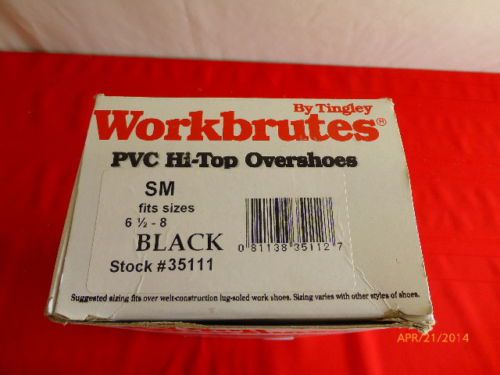 By Tingley
Workbrutes®
PVC Hi-Top Overshoes
SM
fits sizes
6 ½ - 8
BLACK
Stock #35111
0 81138 35112 7
Suggested sizing fits over welt-construction lug-soled work shoes. Sizing varies with other styles of shoes.
APR/21/2014